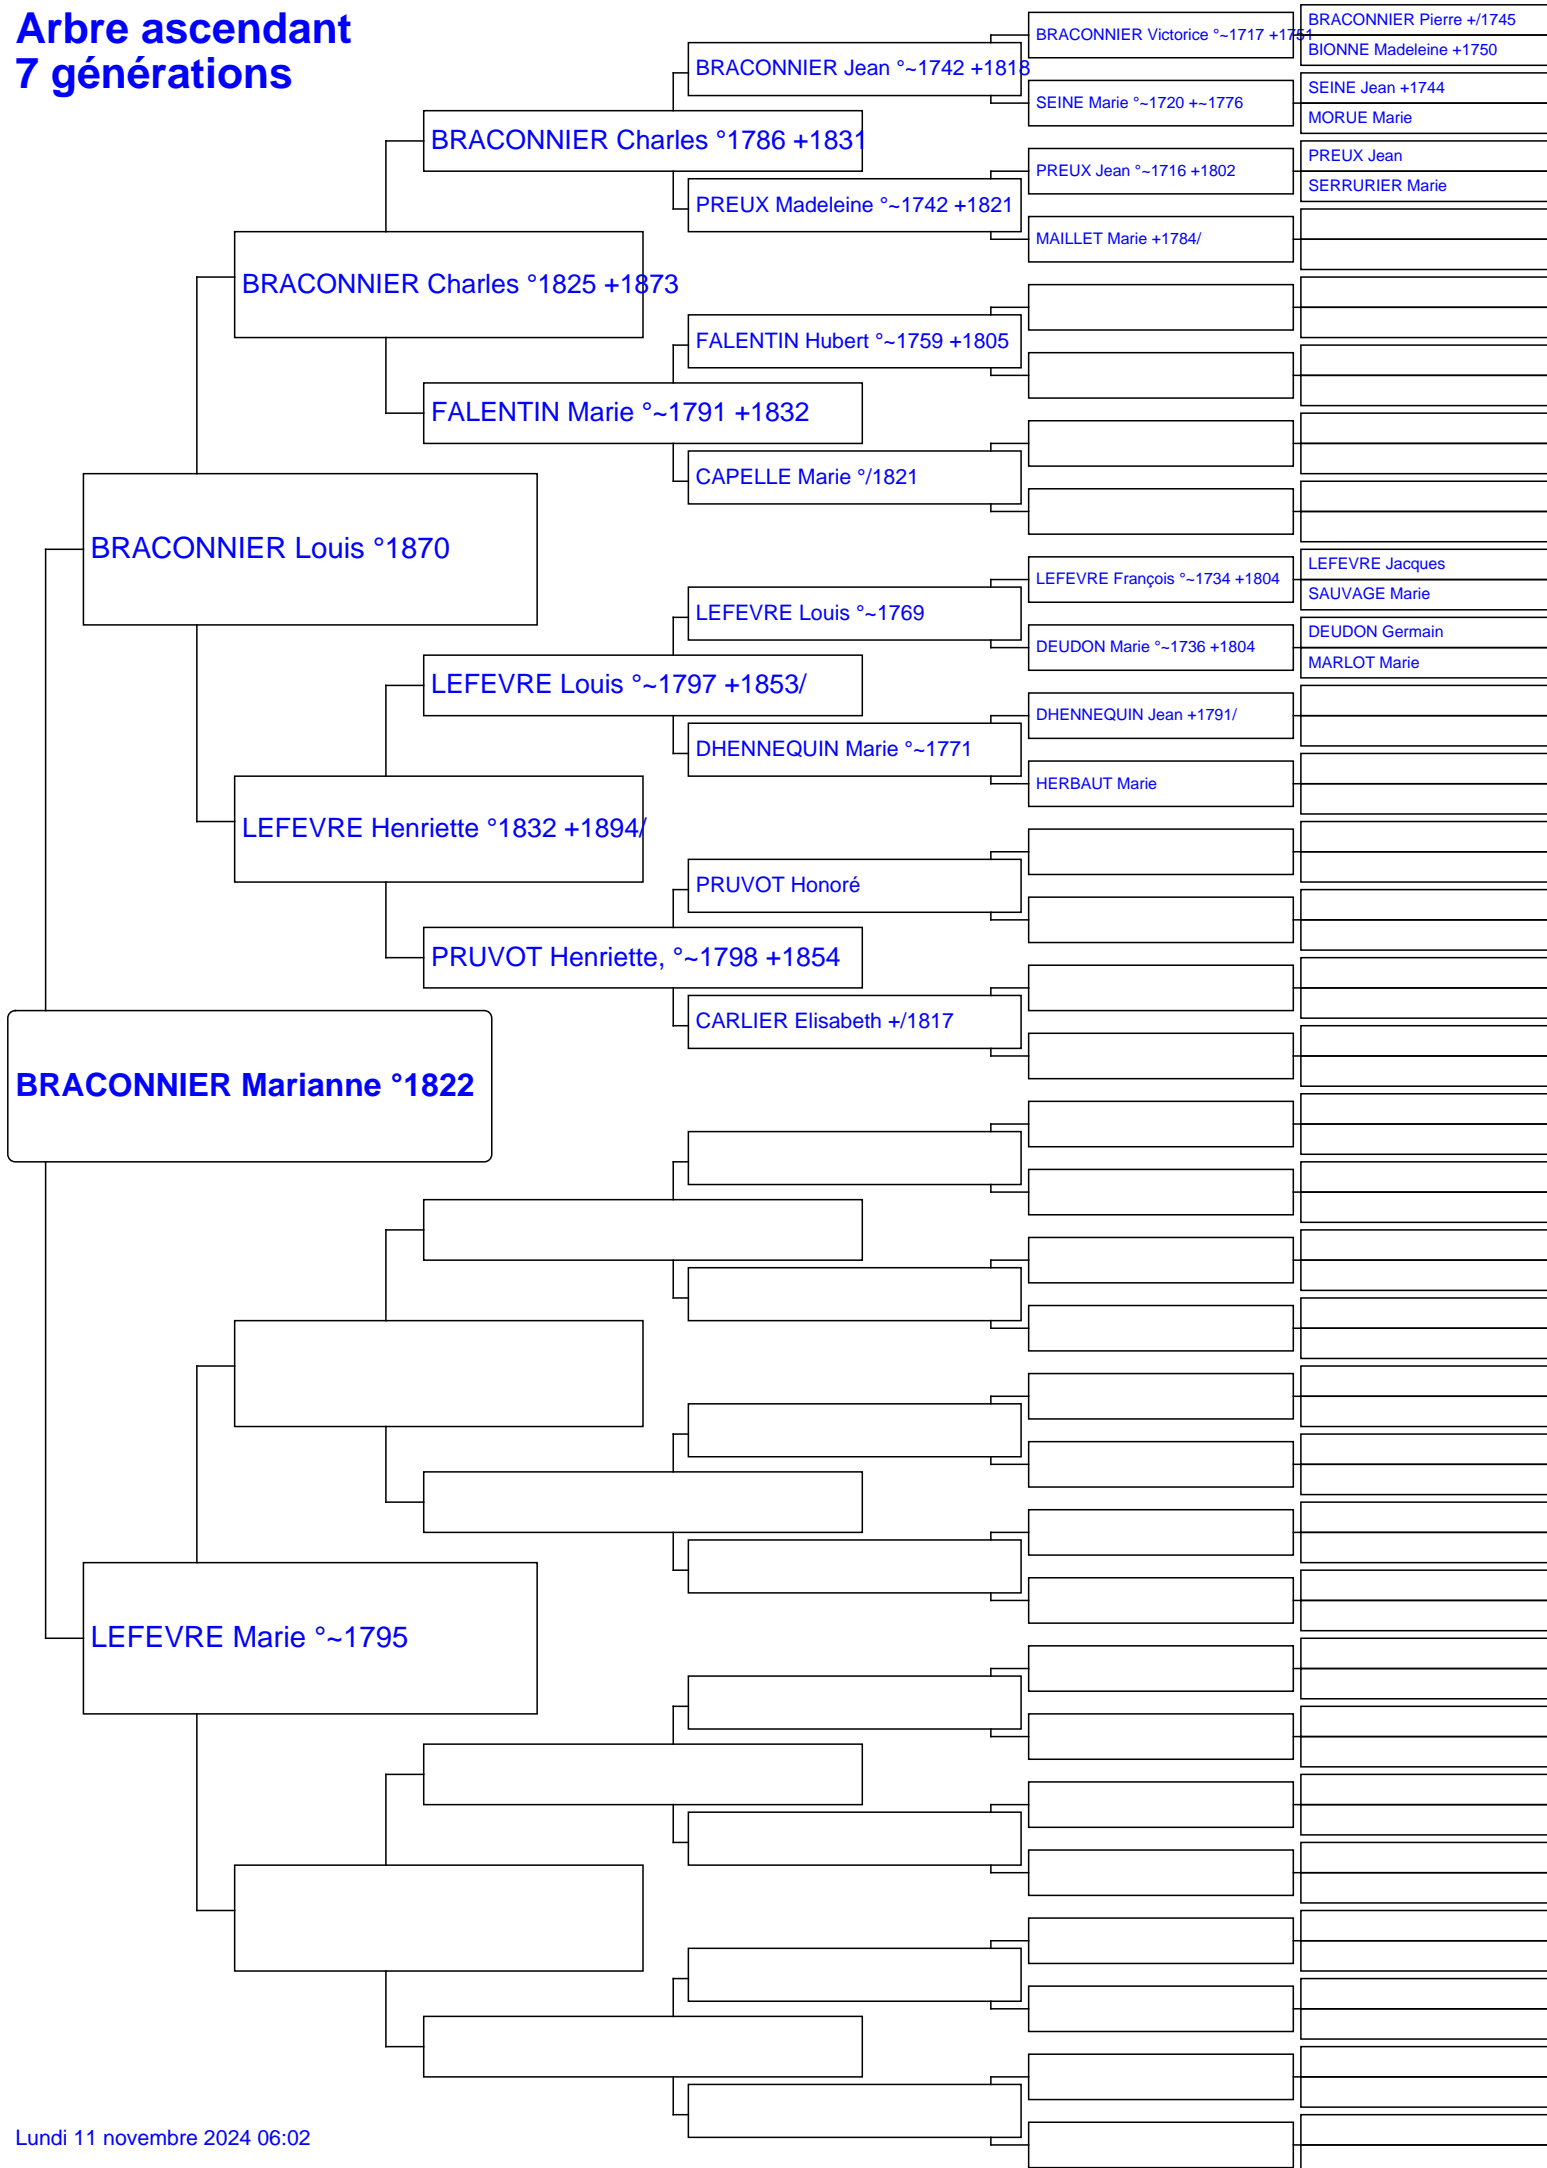 Arbre ascendant
7 générations
BRACONNIER Marianne °1822
BRACONNIER Louis °1870
LEFEVRE Marie °~1795
BRACONNIER Charles °1825 +1873
LEFEVRE Henriette °1832 +1894/
BRACONNIER Charles °1786 +1831
FALENTIN Marie °~1791 +1832
LEFEVRE Louis °~1797 +1853/
PRUVOT Henriette, °~1798 +1854
BRACONNIER Jean °~1742 +1818
PREUX Madeleine °~1742 +1821
FALENTIN Hubert °~1759 +1805
CAPELLE Marie °/1821
LEFEVRE Louis °~1769
DHENNEQUIN Marie °~1771
PRUVOT Honoré
CARLIER Elisabeth +/1817
BRACONNIER Victorice °~1717 +1751
SEINE Marie °~1720 +~1776
PREUX Jean °~1716 +1802
MAILLET Marie +1784/
LEFEVRE François °~1734 +1804
DEUDON Marie °~1736 +1804
DHENNEQUIN Jean +1791/
HERBAUT Marie
BRACONNIER Pierre +/1745
BIONNE Madeleine +1750
SEINE Jean +1744
MORUE Marie
PREUX Jean
SERRURIER Marie
LEFEVRE Jacques
SAUVAGE Marie
DEUDON Germain
MARLOT Marie
Lundi 11 novembre 2024 06:02